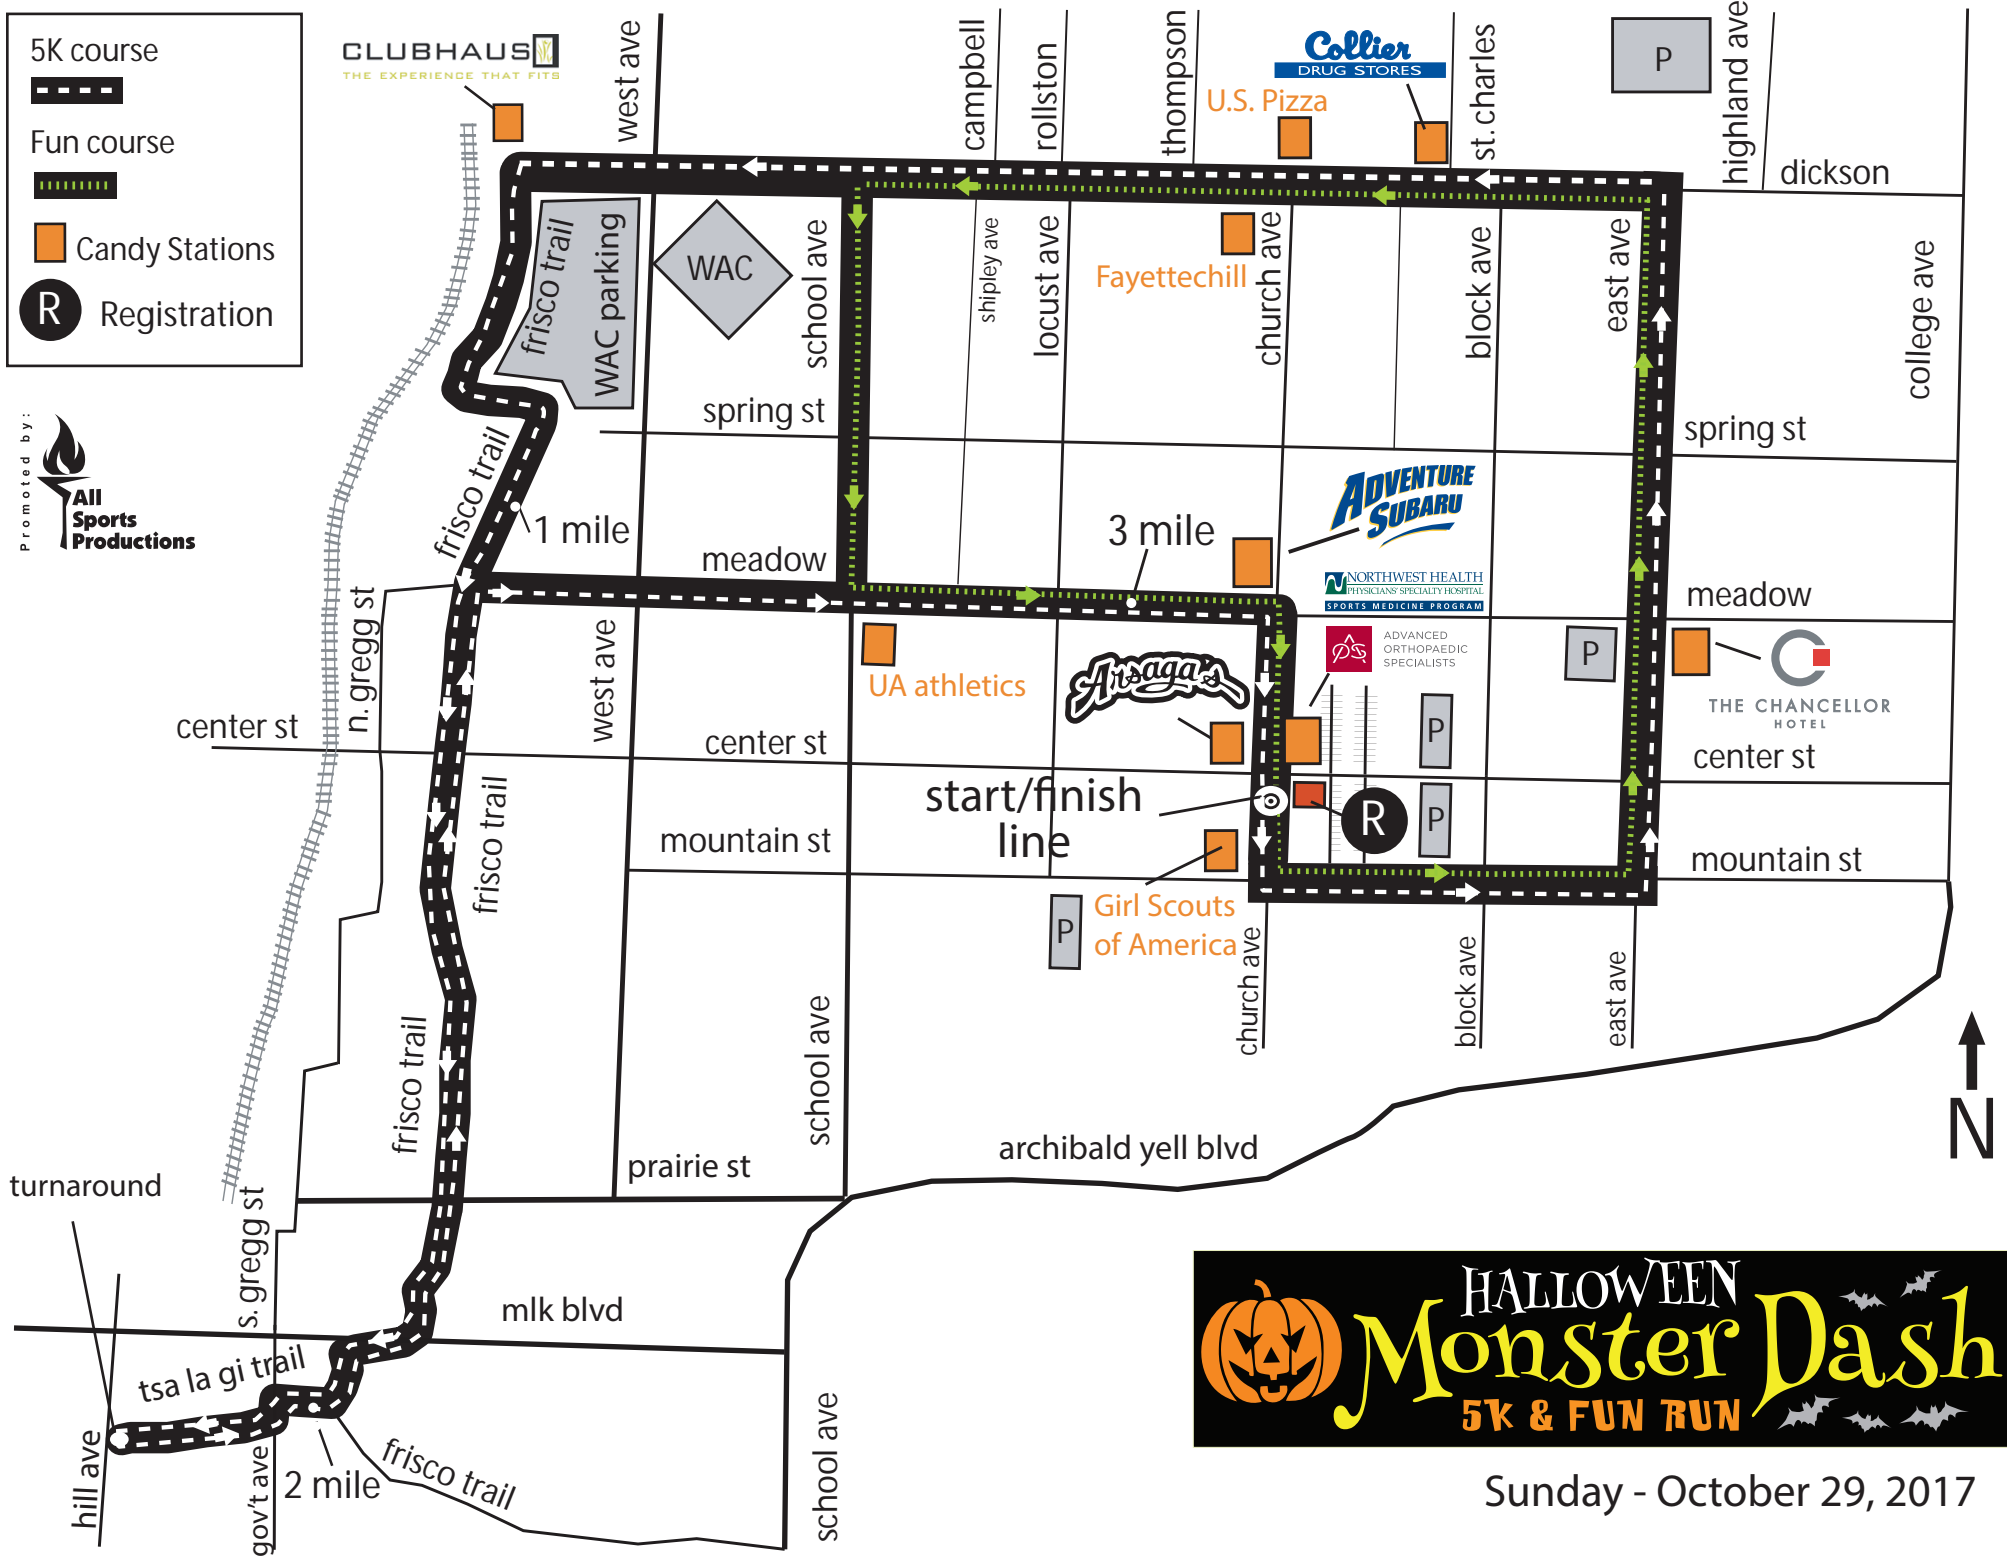 5K course
Fun course
Candy Stations
R Registration
Promoted by:
All
Sports
Productions
CLUBHAUS
THE EXPERIENCE THAT FITS
west ave
campbell
rollston
thompson
Collier
DRUG STORES
U.S. Pizza
st. charles
P
highland ave
dickson
frisco trail
WAC parking
WAC
school ave
shipley ave
locust ave
Fayettechill
church ave
block ave
east ave
college ave
spring st
spring st
frisco trail
1 mile
meadow
3 mile
ADVENTURE
SUBARU
NORTHWEST HEALTH
PHYSICIANS' SPECIALTY HOSPITAL
SPORTS MEDICINE PROGRAM
meadow
n. gregg st
west ave
UA athletics
Arsaga's
OAS
ADVANCED
ORTHOPAEDIC
SPECIALISTS
P
THE CHANCELLOR
HOTEL
center st
center st
P
center st
frisco trail
start/finish
line
R
P
mountain st
mountain st
P
Girl Scouts
of America
church ave
block ave
east ave
frisco trail
school ave
N
archibald yell blvd
prairie st
turnaround
s. gregg st
mlk blvd
tsa la gi trail
hill ave
gov't ave
2 mile
frisco trail
school ave
HALLOWEEN
Monster Dash
5K & FUN RUN
Sunday - October 29, 2017